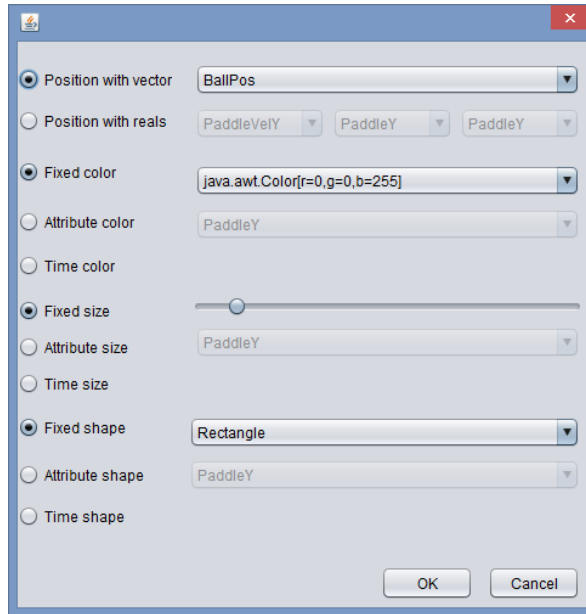 Position with vector BallPos
Position with reals PaddleVelY PaddleY PaddleY
Fixed color java.awt.Color[r=0,g=0,b=255]
Attribute color PaddleY
Time color
Fixed size
Attribute size PaddleY
Time size
Fixed shape Rectangle
Attribute shape PaddleY
Time shape
OK Cancel